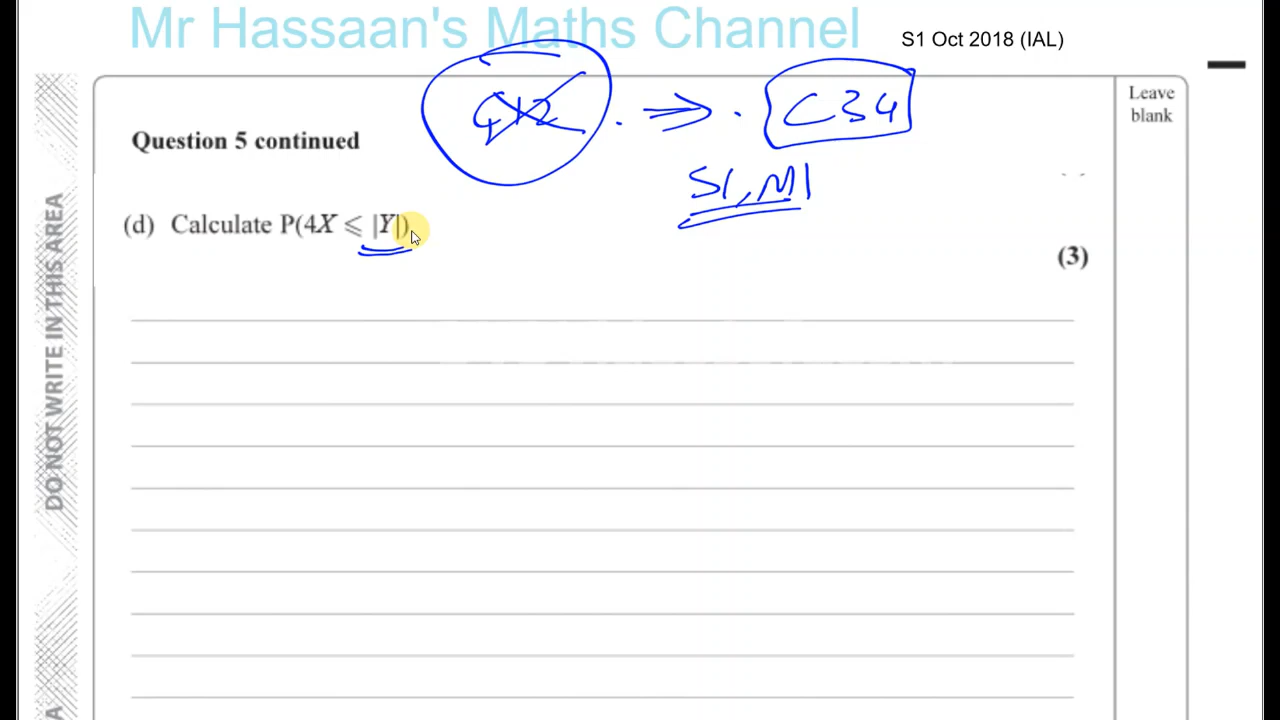 Mr Hassaan's Maths Channel
S1 Oct 2018 (IAL)
Leave
blank
C34
Question 5 continued
S1, M1
(d) Calculate P(4X ⩽ |Y|)
(3)
DO NOT WRITE IN THIS AREA